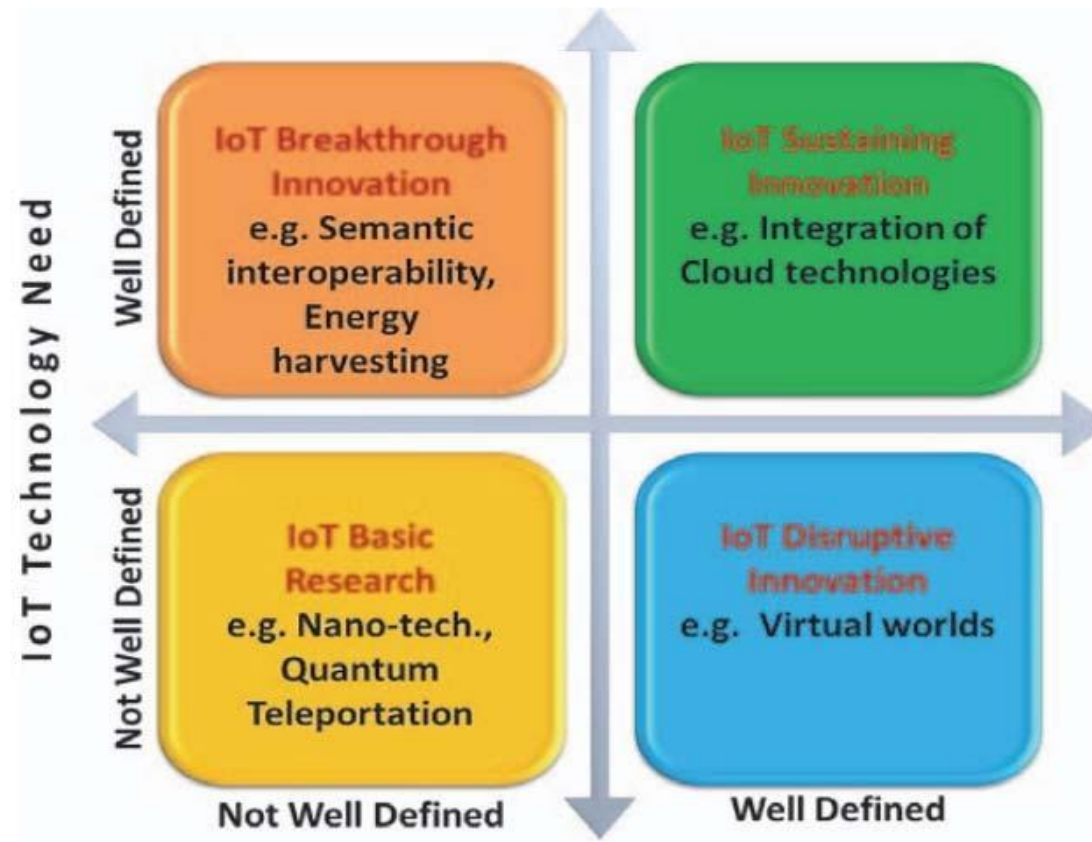 IoT Technology Need
Well Defined
IoT Breakthrough
Innovation
e.g. Semantic
interoperability,
Energy
harvesting
IoT Sustaining
Innovation
e.g. Integration of
Cloud technologies
Not Well Defined
IoT Basic
Research
e.g. Nano-tech.,
Quantum
Teleportation
IoT Disruptive
Innovation
e.g. Virtual worlds
Not Well Defined
Well Defined